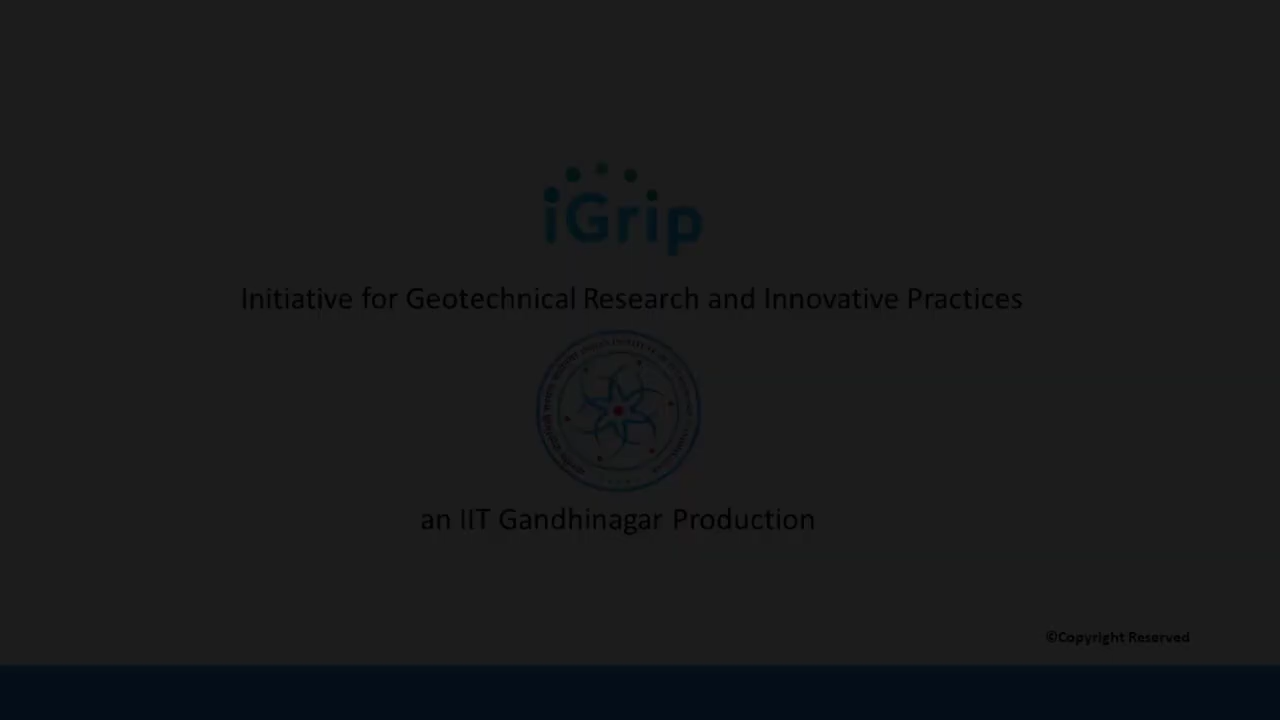 iGrip
Initiative for Geotechnical Research and Innovative Practices
an IIT Gandhinagar Production
©Copyright Reserved